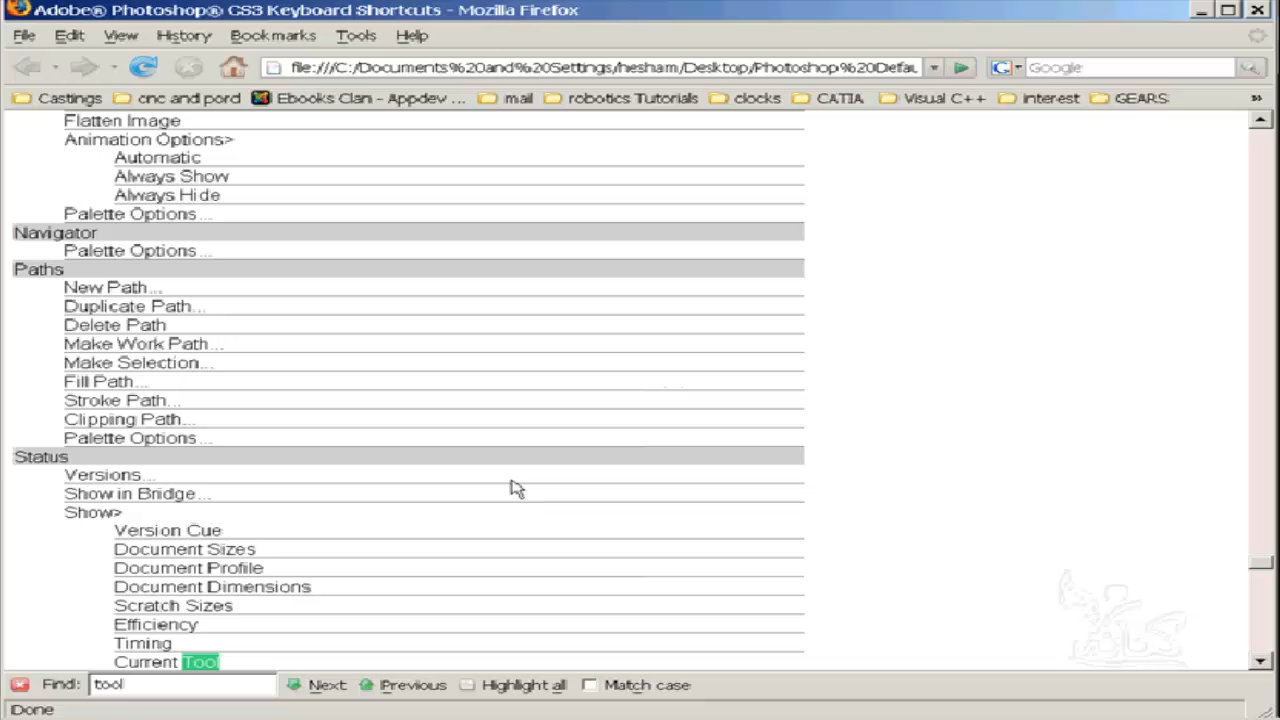 Adobe® Photoshop® CS3 Keyboard Shortcuts - Mozilla Firefox
File Edit View History Bookmarks Tools Help
file:///C:/Documents%20and%20Settings/hesham/Desktop/Photoshop%20Defau
Google
Castings cnc and pord Ebooks Clan - Appdev ... mail robotics Tutorials clocks CATIA Visual C++ interest GEARS »
Flatten Image
Animation Options>
Automatic
Always Show
Always Hide
Palette Options...
Navigator
Palette Options...
Paths
New Path...
Duplicate Path...
Delete Path
Make Work Path...
Make Selection...
Fill Path...
Stroke Path...
Clipping Path...
Palette Options...
Status
Versions...
Show in Bridge...
Show>
Version Cue
Document Sizes
Document Profile
Document Dimensions
Scratch Sizes
Efficiency
Timing
Current Tool
Find: tool Next Previous Highlight all Match case
Done